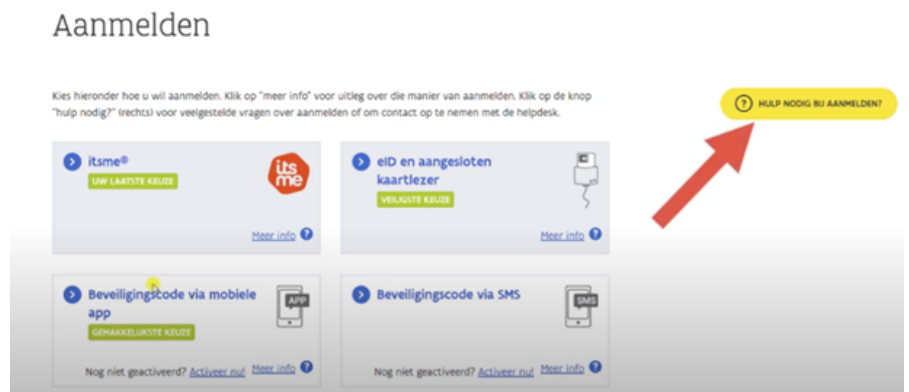 Aanmelden
Kies hieronder hoe u wil aanmelden. Klik op "meer info" voor uitleg over die manier van aanmelden. Klik op de knop
"hulp nodig?" (rechts) voor veelgestelde vragen over aanmelden of om contact op te nemen met de helpdesk.
? HULP NODIG BIJ AANMELDEN?
itsme®
UW LAATSTE KEUZE
its
me
Meer info ?
eID en aangesloten
kaartlezer
VEILIGSTE KEUZE
Meer info ?
Beveiligingscode via mobiele
app
GEMAKKELIJKSTE KEUZE
APP
Nog niet geactiveerd? Activeer nu! Meer info ?
Beveiligingscode via SMS
SMS
Nog niet geactiveerd? Activeer nu! Meer info ?